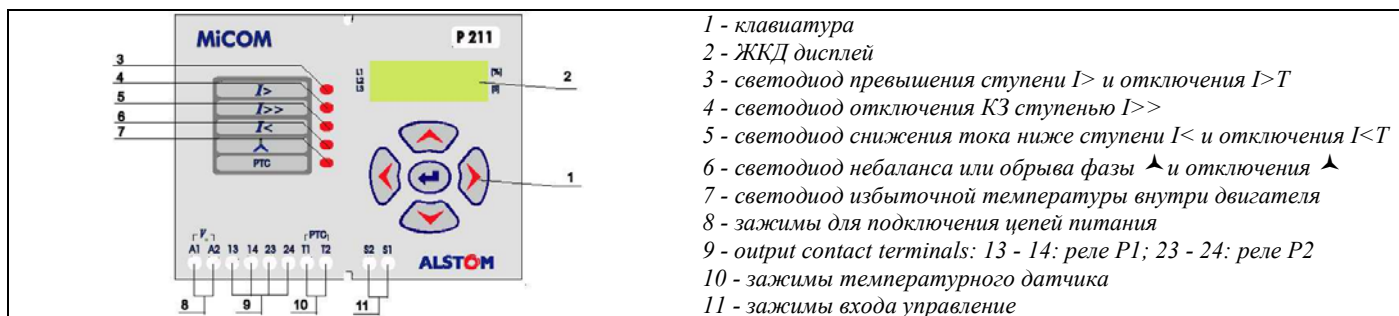 MiCOM
P 211
3
4
5
6
7
I>
I>>
I<
PTC
L1
L2
L3
[%]
2
1
PTC
A1 A2 13 14 23 24 T1 T2 S2 S1
ALSTOM
8 9 10 11
1 - клавиатура
2 - ЖКД дисплей
3 - светодиод превышения ступени I> и отключения I>T
4 - светодиод отключения КЗ ступенью I>>
5 - светодиод снижения тока ниже ступени I< и отключения I<T
6 - светодиод небаланса или обрыва фазы и отключения
7 - светодиод избыточной температуры внутри двигателя
8 - зажимы для подключения цепей питания
9 - output contact terminals: 13 - 14: реле P1; 23 - 24: реле P2
10 - зажимы температурного датчика
11 - зажимы входа управление